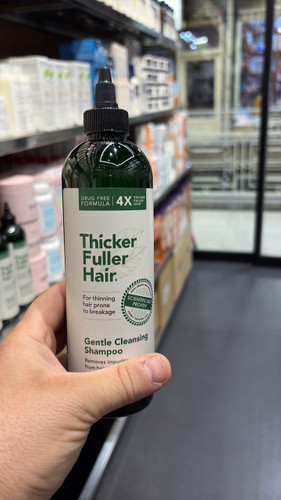 DRUG FREE
FORMULA
4X
Thicker
Fuller
Hair.
For thinning
hair prone
to breakage
SCIENTIFICALLY
PROVEN
Gentle Cleansing
Shampoo
Removes